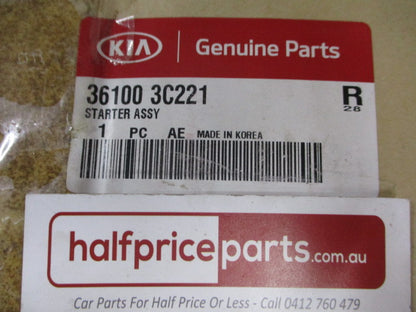 KIA Genuine Parts
36100 3C221 R
STARTER ASSY 28
1 PC AE MADE IN KOREA
halfpriceparts.com.au
Car Parts For Half Price Or Less - Call 0412 760 479